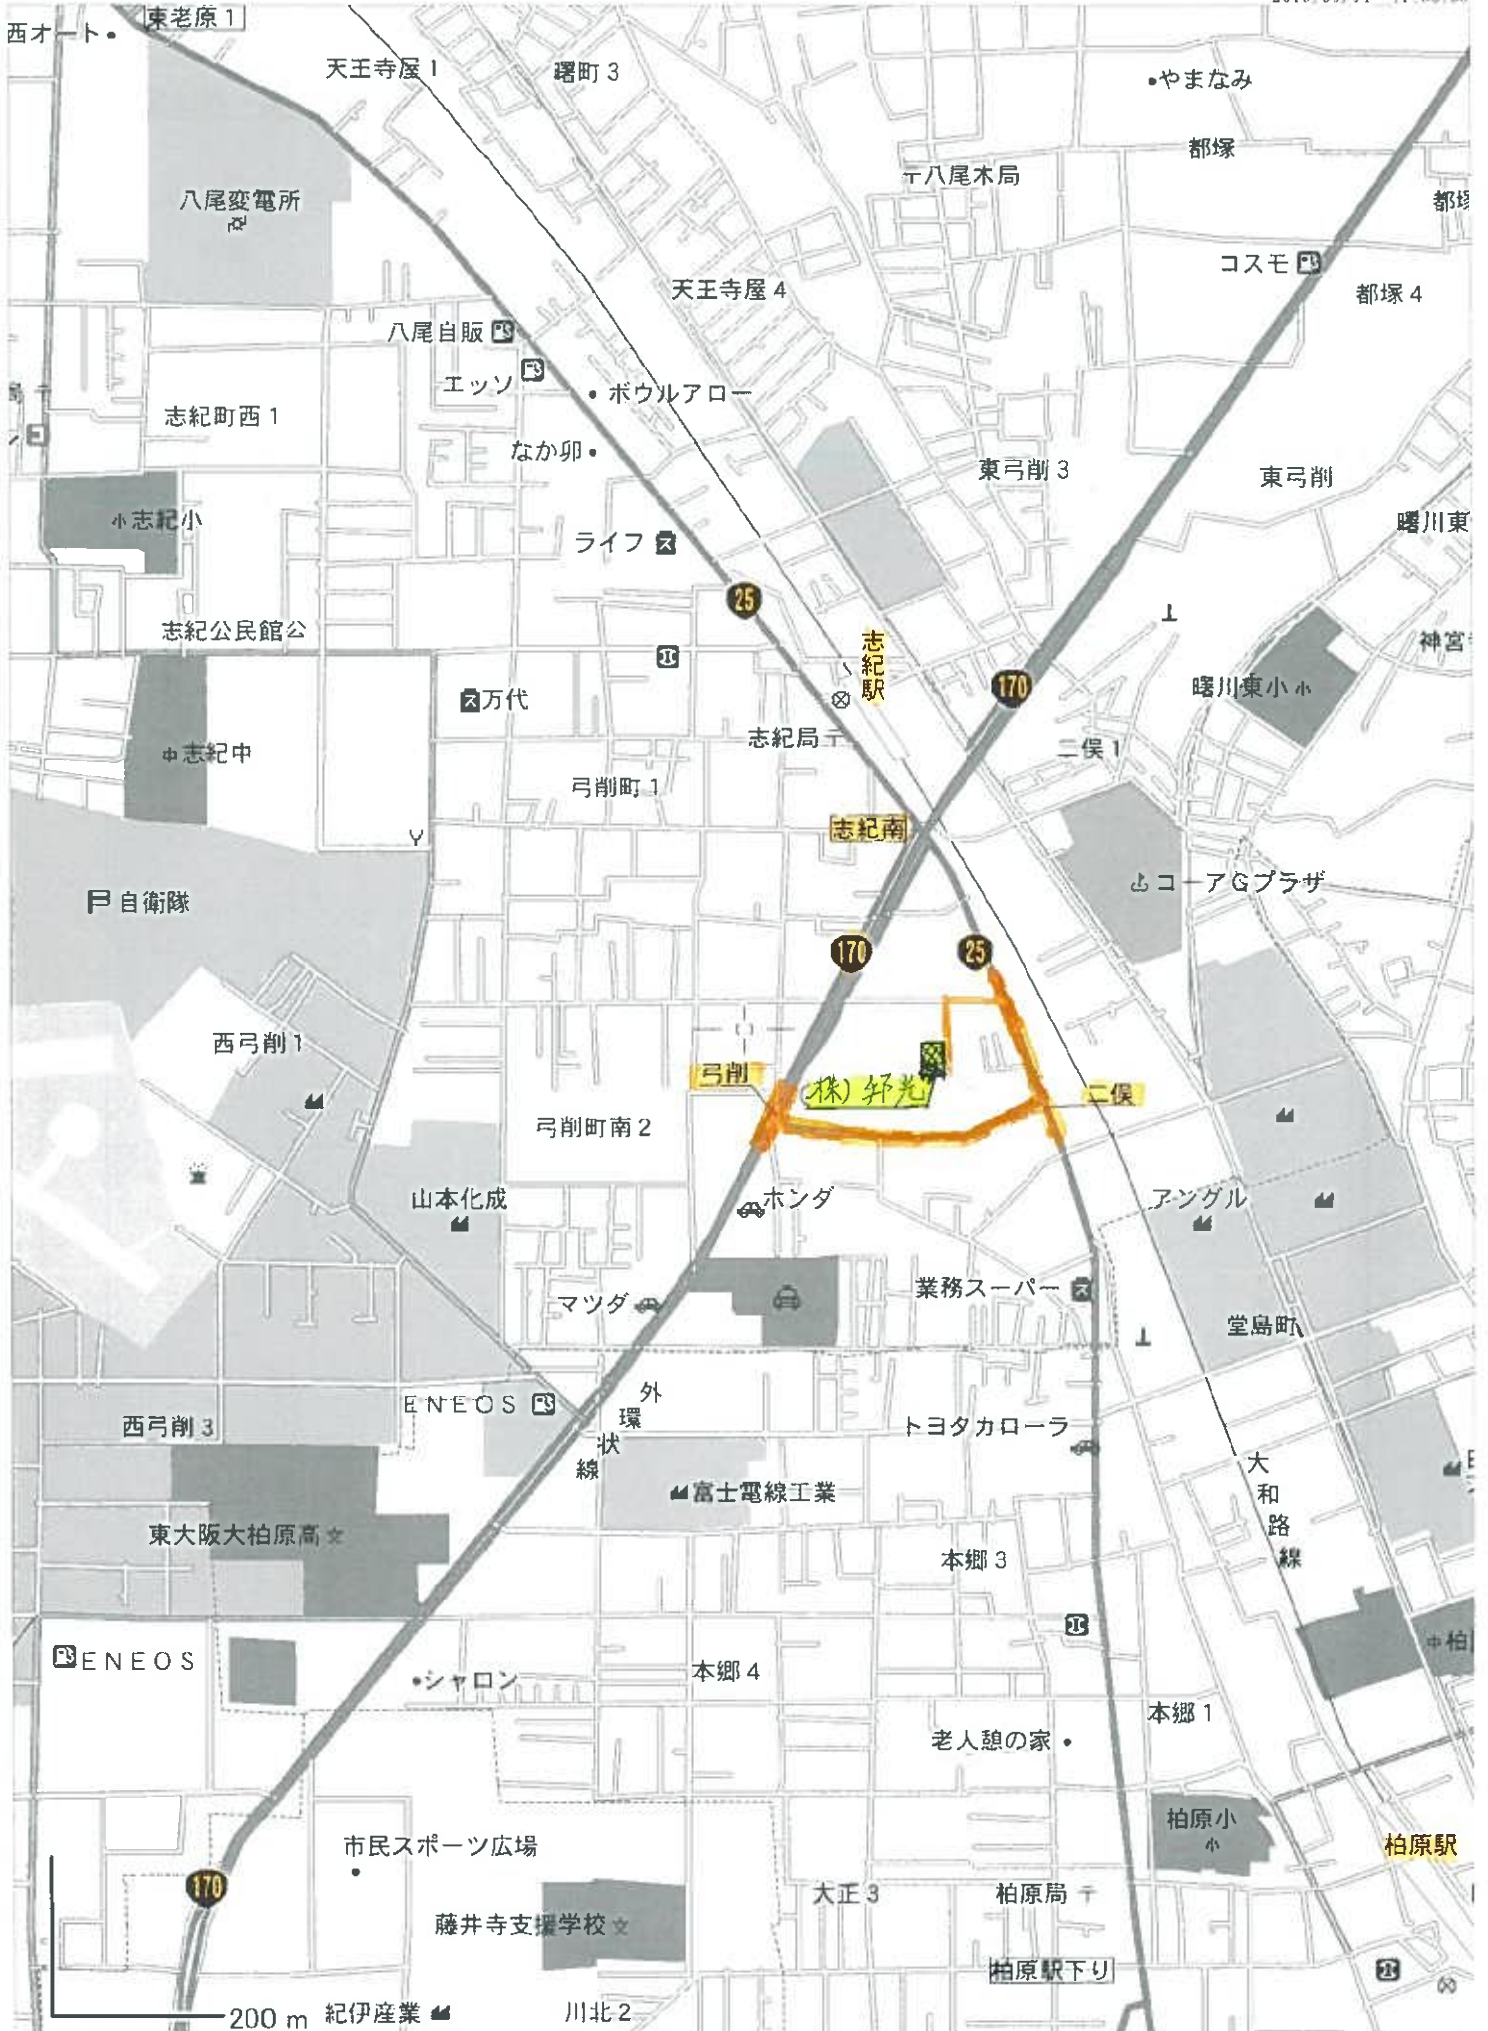 東老原1
西オート
天王寺屋1
曙町3
やまなみ
都塚
〒八尾木局
八尾変電所
コスモ
天王寺屋4
都塚4
八尾自販
エッソ
ボウルアロー
志紀町西1
なか卯
東弓削3
東弓削
小志紀小
曙川東
ライフ
25
志紀公民館公
志紀駅
神宮
170
万代
曙川東小小
志紀局〒
中志紀中
二俣1
弓削町1
志紀南
自衛隊
コーアGプラザ
170
25
西弓削1
弓削
二俣
弓削町南2
山本化成
ホンダ
アングル
業務スーパー
マツダ
堂島町
ENEOS
外環状線
西弓削3
トヨタカローラ
大和路線
富士電線工業
東大阪大柏原高文
本郷3
ENEOS
シャロン
本郷4
中柏
本郷1
老人憩の家
柏原小
小
市民スポーツ広場
柏原駅
170
大正3
柏原局〒
藤井寺支援学校文
柏原駅下り
200 m
紀伊産業
川北2